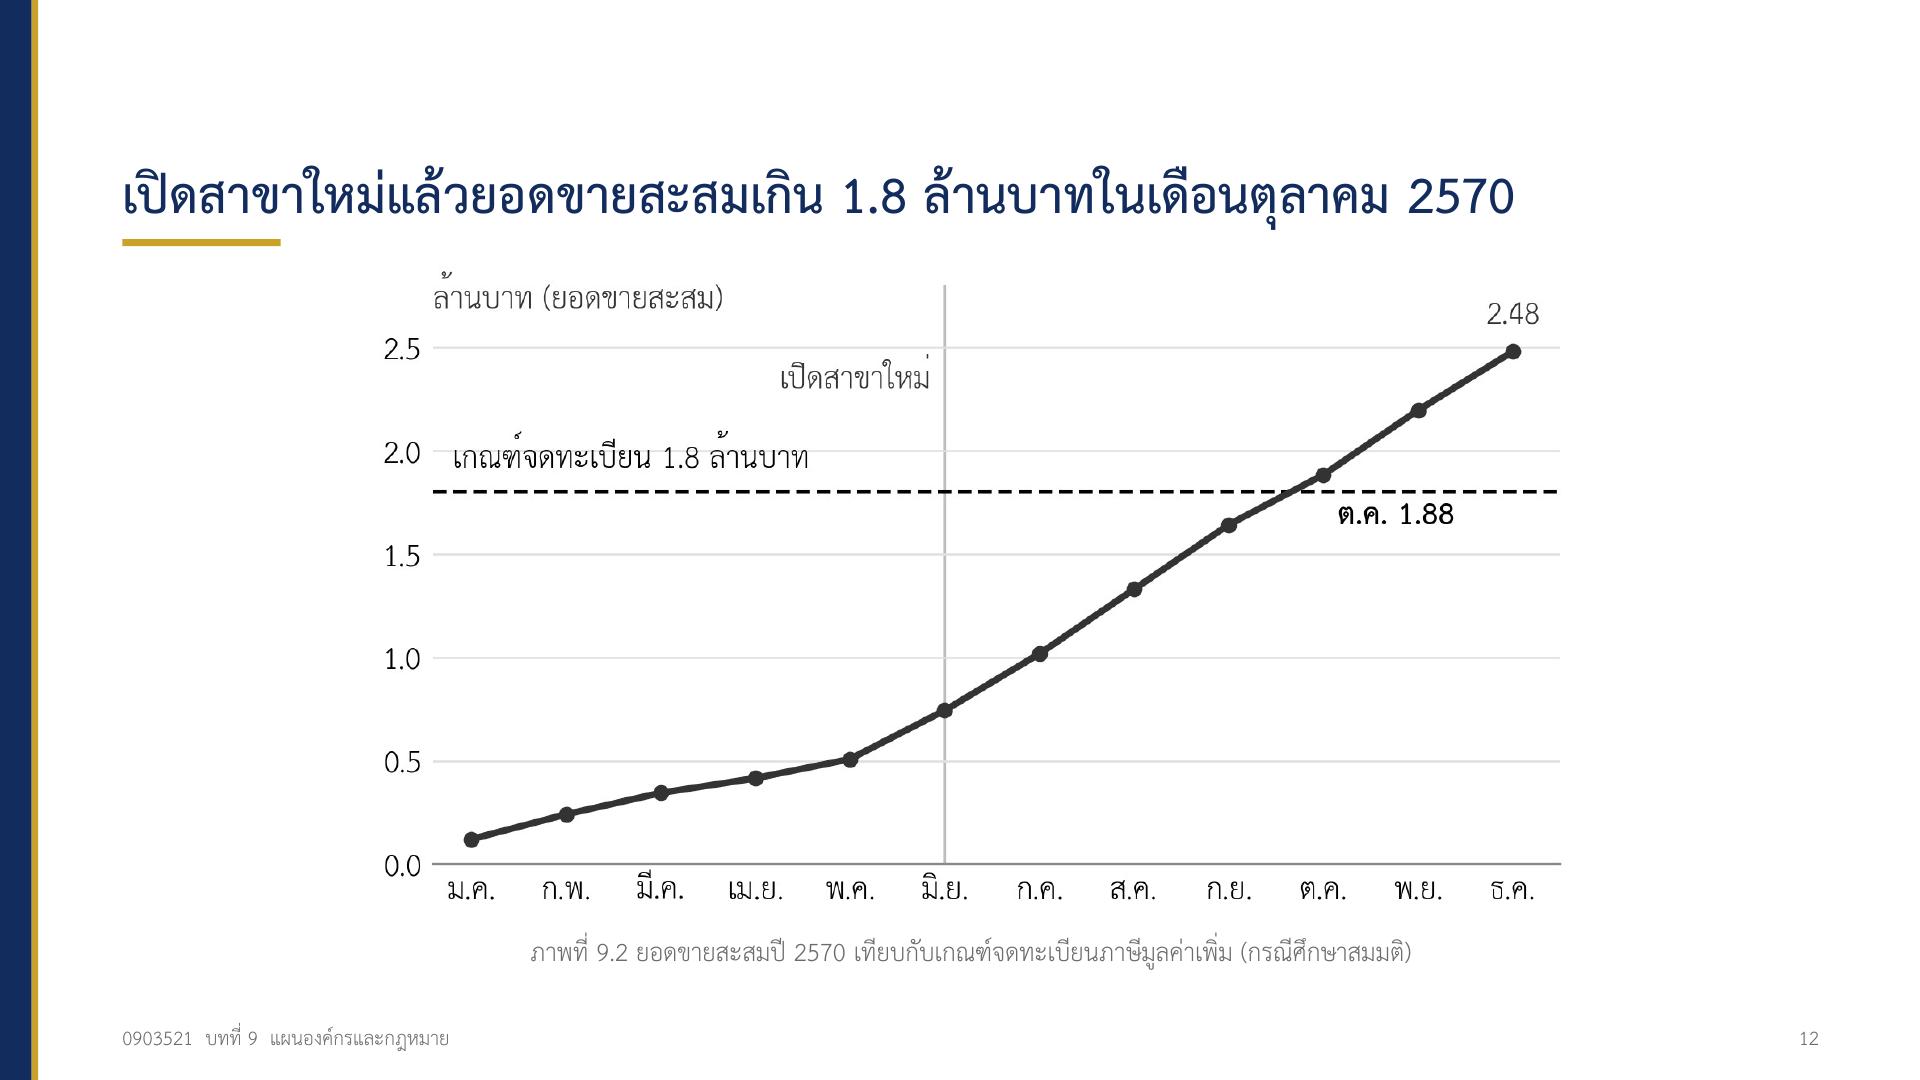 เปิดสาขาใหม่แล้วยอดขายสะสมเกิน 1.8 ล้านบาทในเดือนตุลาคม 2570
ล้านบาท (ยอดขายสะสม)
2.48
2.5
เปิดสาขาใหม่
2.0
เกณฑ์จดทะเบียน 1.8 ล้านบาท
ต.ค. 1.88
1.5
1.0
0.5
0.0
ม.ค. ก.พ. มี.ค. เม.ย. พ.ค. มิ.ย. ก.ค. ส.ค. ก.ย. ต.ค. พ.ย. ธ.ค.
ภาพที่ 9.2 ยอดขายสะสมปี 2570 เทียบกับเกณฑ์จดทะเบียนภาษีมูลค่าเพิ่ม (กรณีศึกษาสมมติ)
0903521 บทที่ 9 แผนองค์กรและกฎหมาย
12